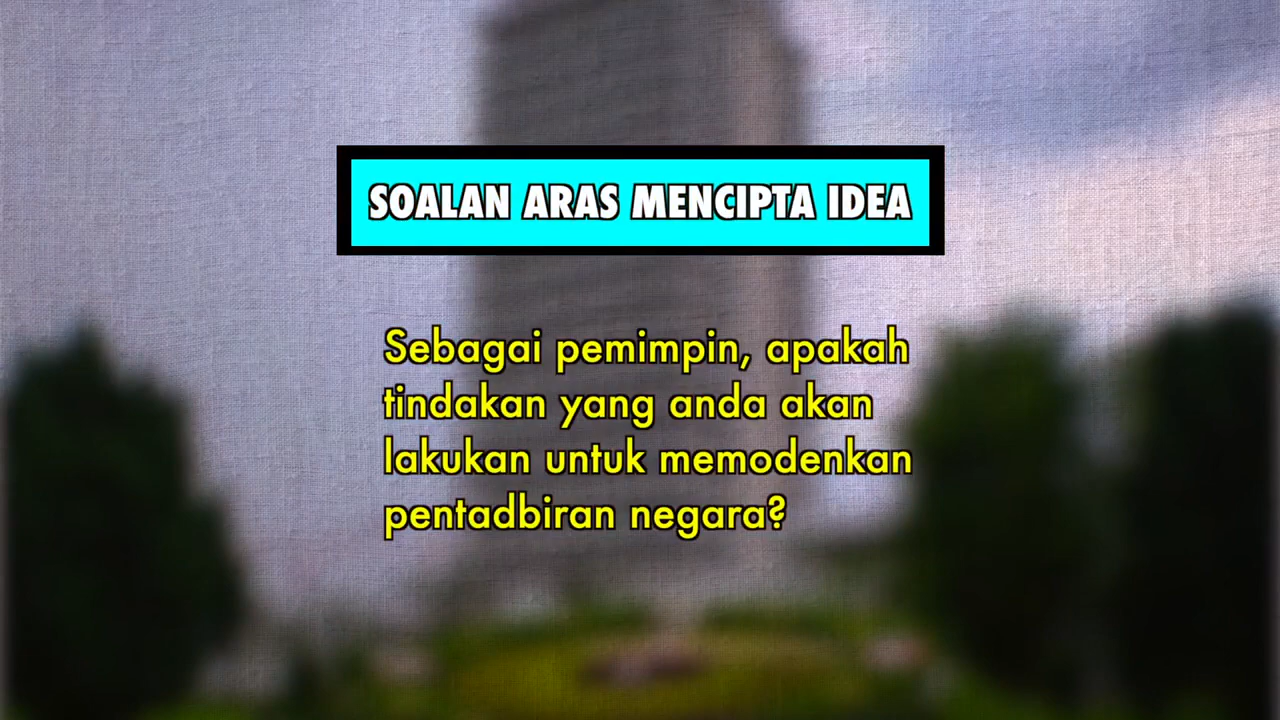 SOALAN ARAS MENCIPTA IDEA
Sebagai pemimpin, apakah
tindakan yang anda akan
lakukan untuk memodenkan
pentadbiran negara?